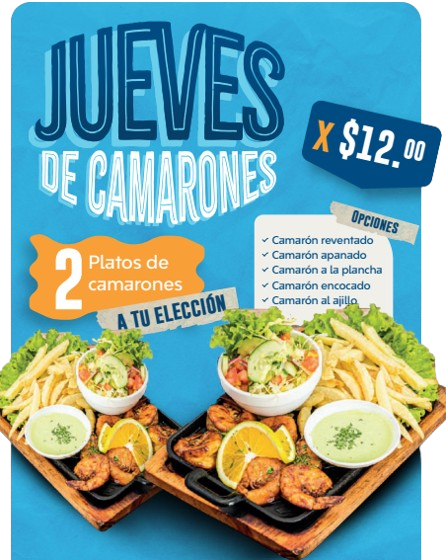 JUEVES
DE CAMARONES
X $12.00
2 Platos de
camarones
A TU ELECCIÓN
OPCIONES
✓ Camarón reventado
✓ Camarón apanado
✓ Camarón a la plancha
✓ Camarón encocado
✓ Camarón al ajillo